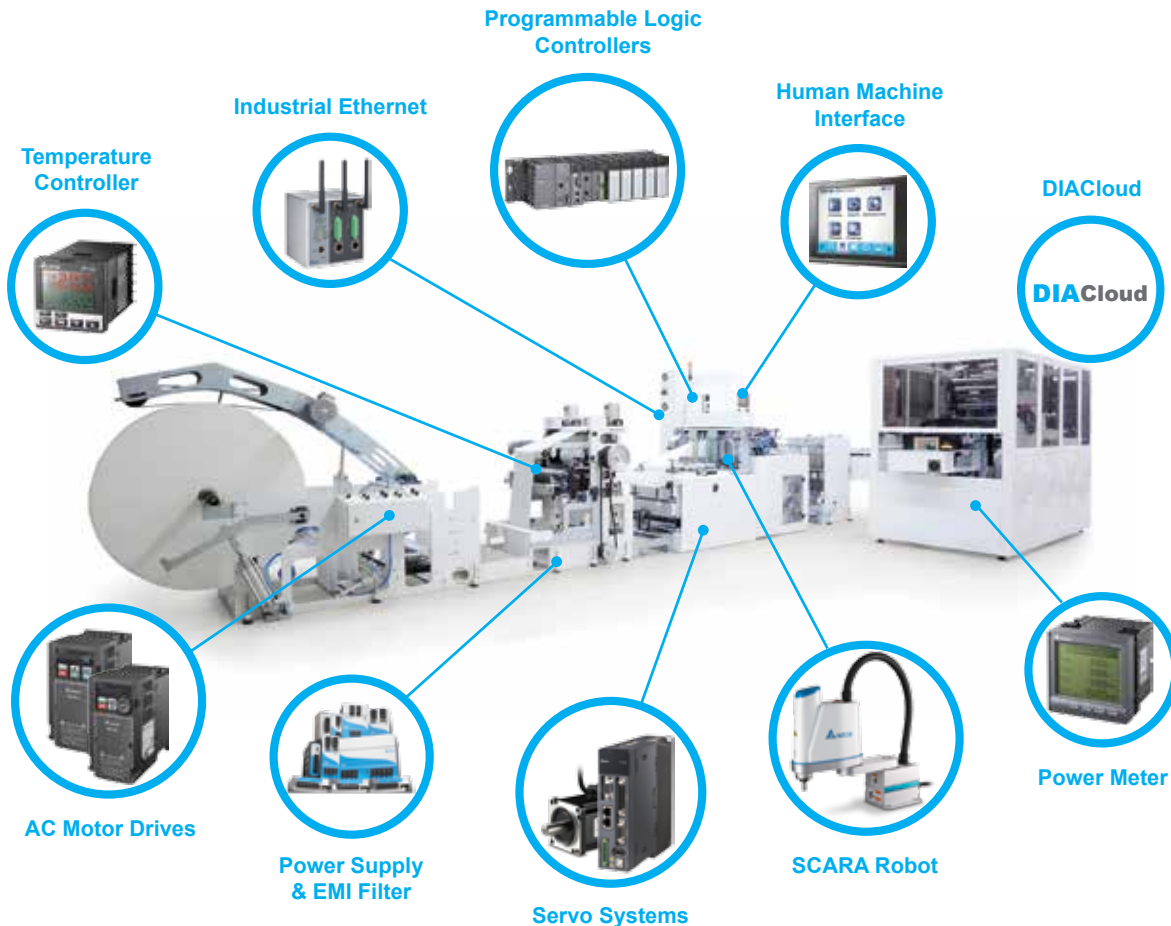 Programmable Logic
Controllers
Industrial Ethernet
Human Machine
Interface
Temperature
Controller
DIACloud
DIACloud
AC Motor Drives
Power Supply
& EMI Filter
Servo Systems
SCARA Robot
Power Meter